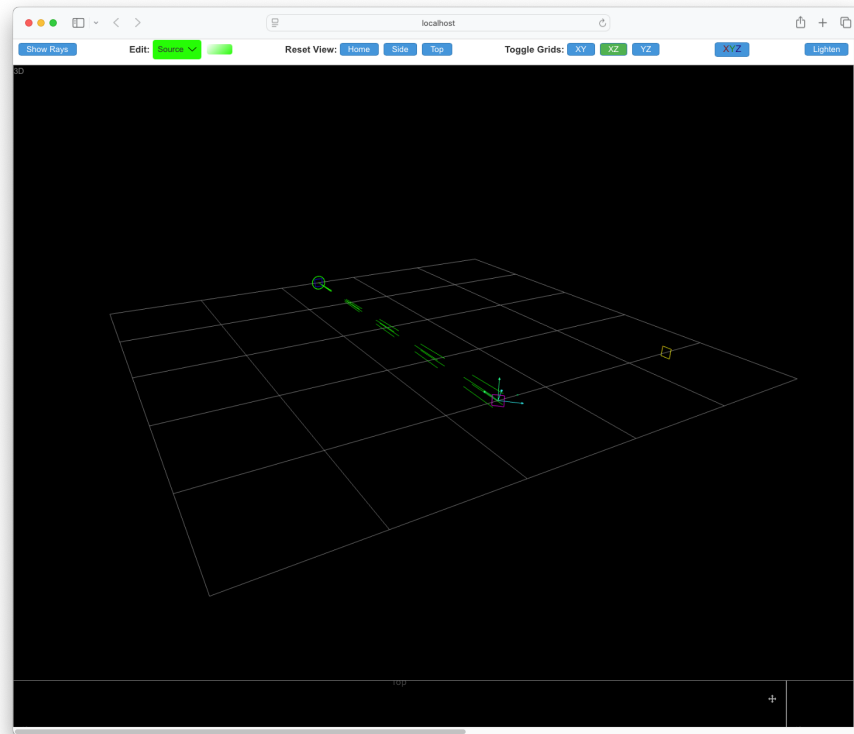 localhost
Show Rays Edit: Source Reset View: Home Side Top Toggle Grids: XY XZ YZ XYZ Lighten
3D
Top